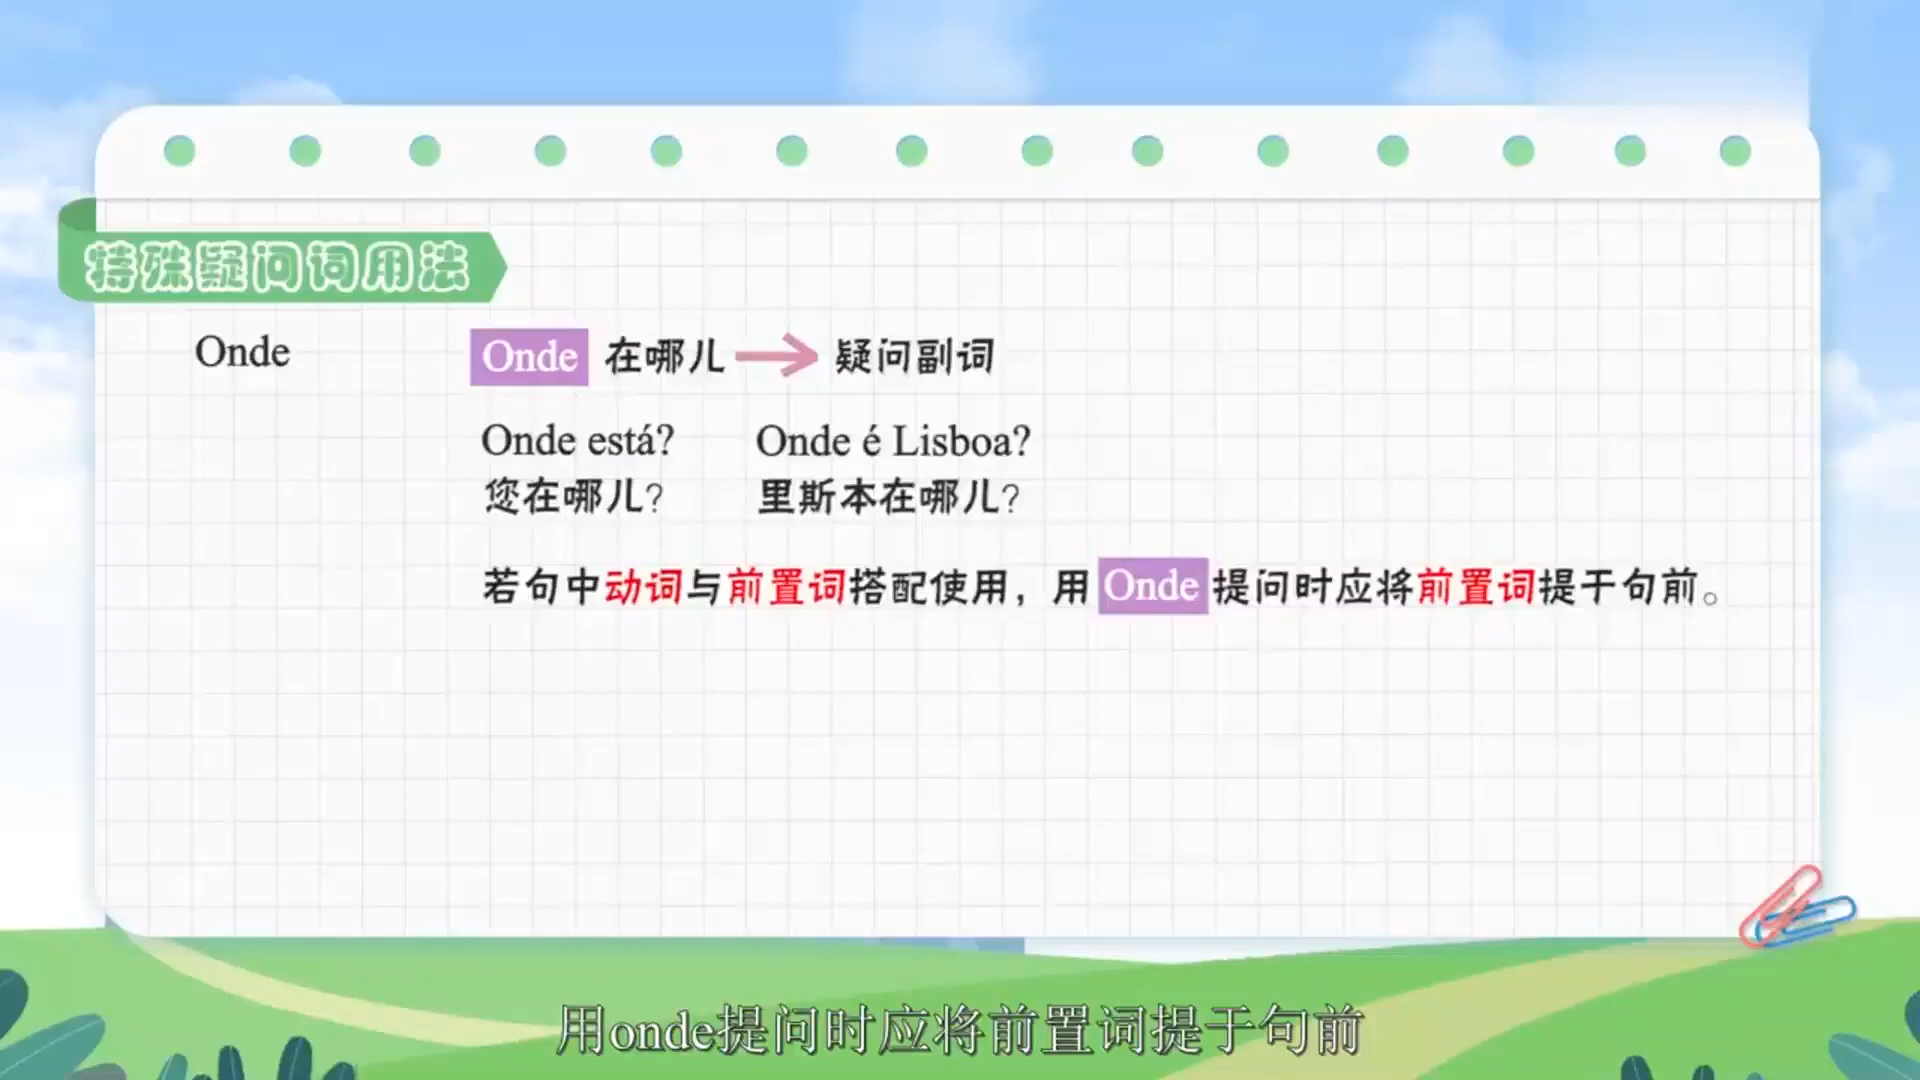 特殊疑问词用法
Onde
Onde 在哪儿 → 疑问副词
Onde está? Onde é Lisboa?
您在哪儿? 里斯本在哪儿?
若句中动词与前置词搭配使用，用 Onde 提问时应将前置词提于句前。
用onde提问时应将前置词提于句前